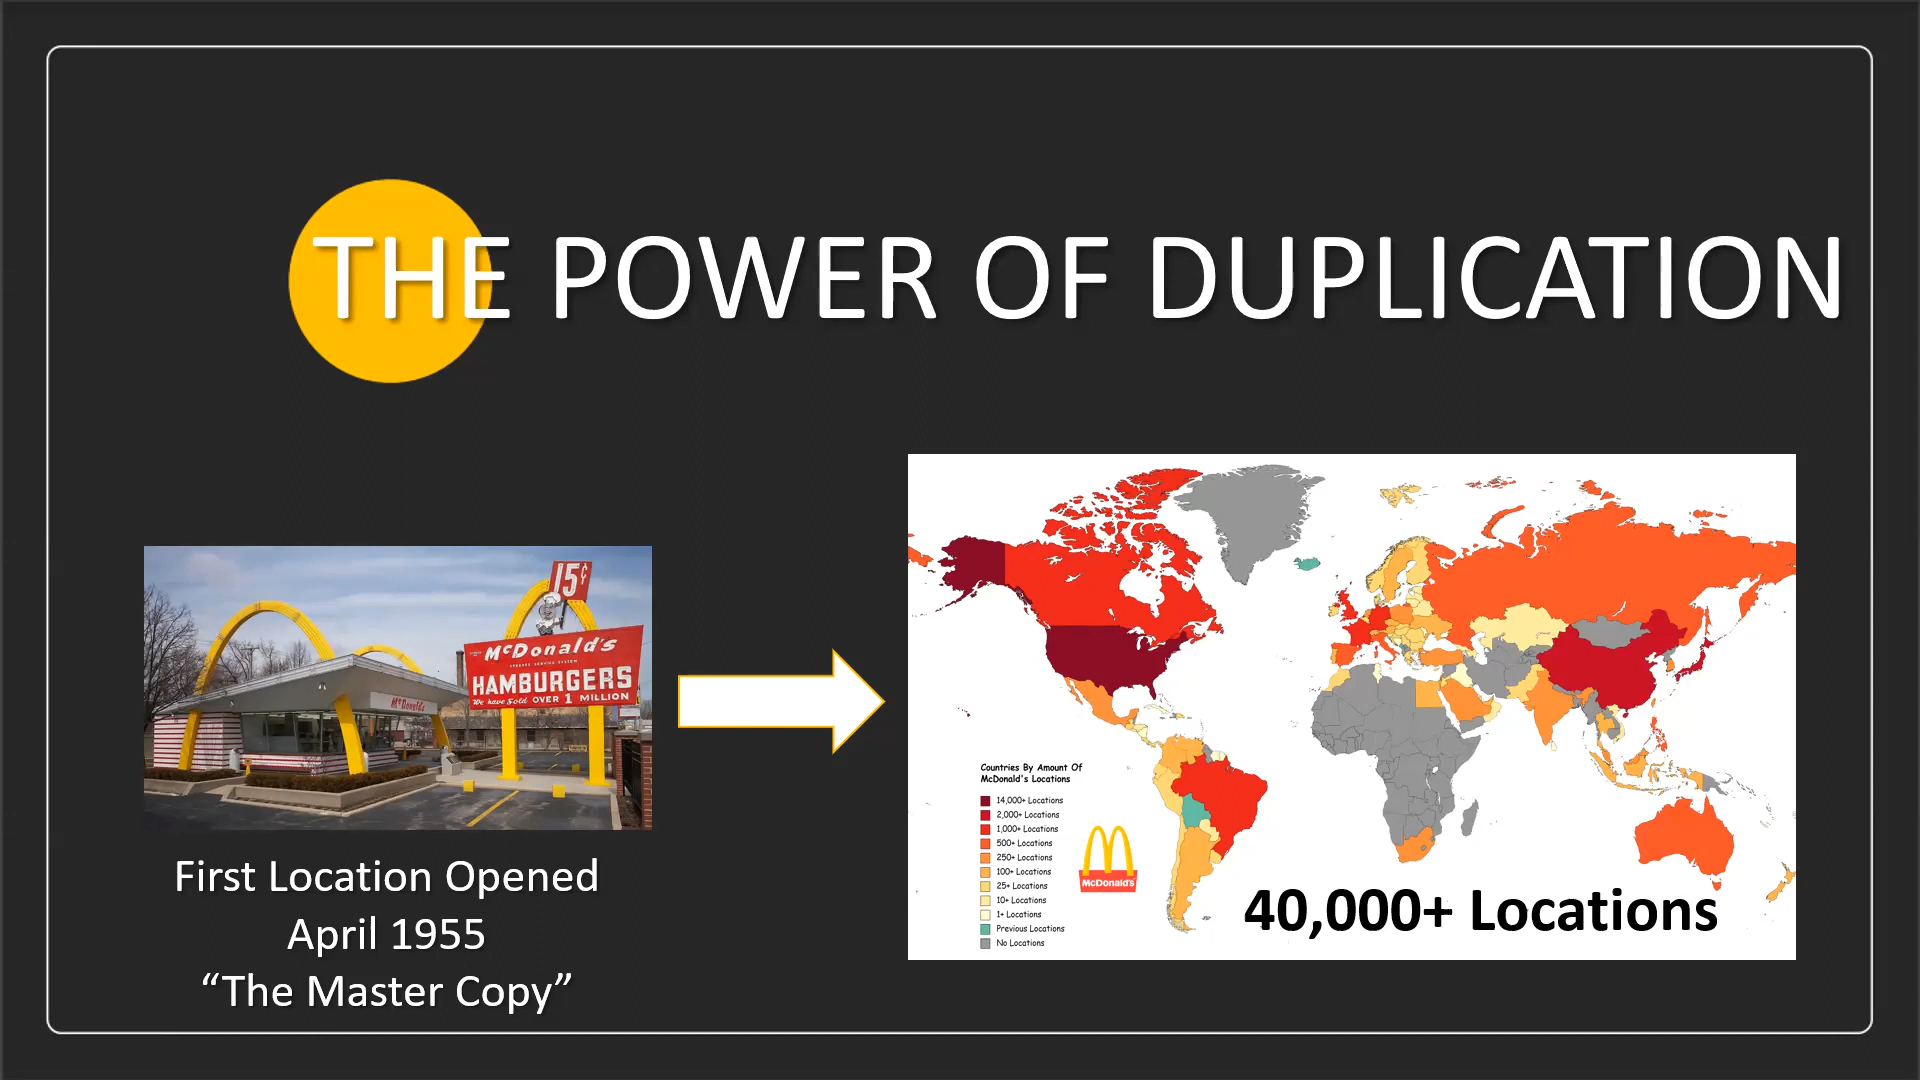 THE POWER OF DUPLICATION
15¢
McDonald's
HAMBURGERS
We have Sold OVER 1 MILLION
McDonald's
First Location Opened
April 1955
“The Master Copy”
Countries By Amount Of
McDonald's Locations
14,000+ Locations
2,000+ Locations
1,000+ Locations
500+ Locations
250+ Locations
100+ Locations
25+ Locations
10+ Locations
1+ Locations
Previous Locations
No Locations
McDonald's
40,000+ Locations